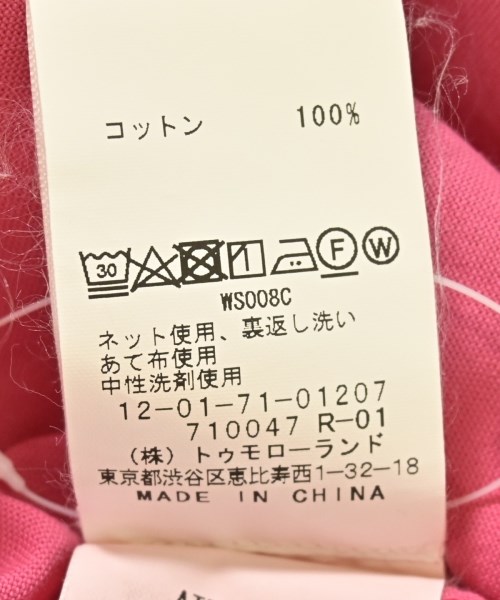 コットン 100%
30 F W
WS008C
ネット使用、裏返し洗い
あて布使用
中性洗剤使用
12-01-71-01207
710047 R-01
（株）トゥモローランド
東京都渋谷区恵比寿西1-32-18
MADE IN CHINA